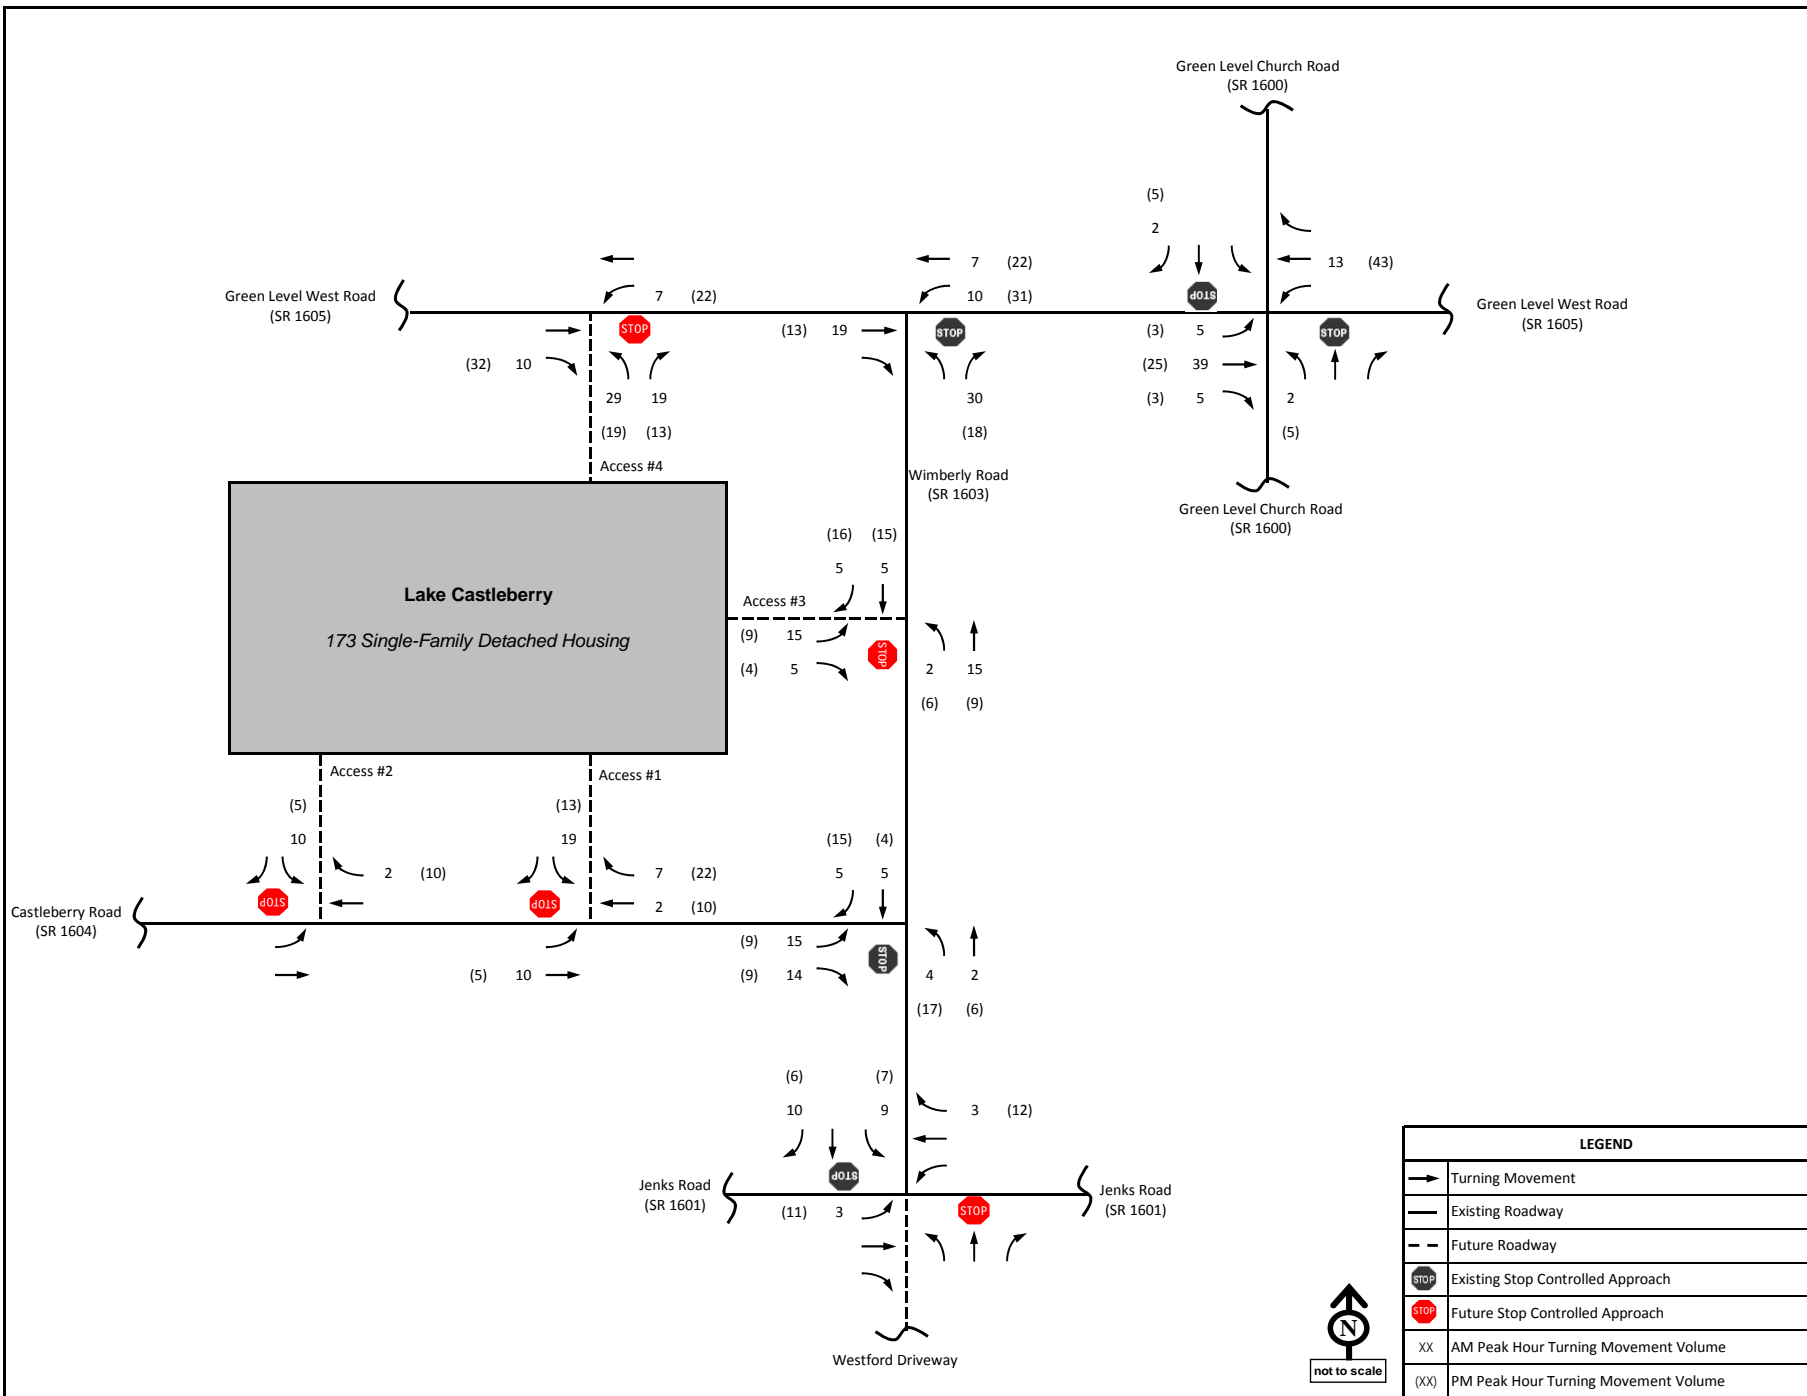 Green Level Church Road
(SR 1600)
(5)
2
7 (22)
13 (43)
Green Level West Road
(SR 1605)
7 (22)
10 (31)
STOP
Green Level West Road
(SR 1605)
STOP
(13) 19
STOP
(3) 5
STOP
(32) 10
(25) 39
29 19
30
(3) 5
2
(19) (13)
(18)
(5)
Access #4
Wimberly Road
(SR 1603)
Green Level Church Road
(SR 1600)
(16) (15)
5 5
Lake Castleberry
173 Single-Family Detached Housing
Access #3
(9) 15
STOP
(4) 5
2 15
(6) (9)
Access #2
Access #1
(5)
(13)
10
19
(15) (4)
2 (10)
7 (22)
5 5
STOP
STOP
2 (10)
Castleberry Road
(SR 1604)
(9) 15
STOP
(5) 10
(9) 14
4 2
(17) (6)
(6) (7)
10 9
3 (12)
STOP
Jenks Road
(SR 1601)
Jenks Road
(SR 1601)
(11) 3
STOP
Westford Driveway
N
not to scale
LEGEND
Turning Movement
Existing Roadway
Future Roadway
STOP Existing Stop Controlled Approach
STOP Future Stop Controlled Approach
XX AM Peak Hour Turning Movement Volume
(XX) PM Peak Hour Turning Movement Volume